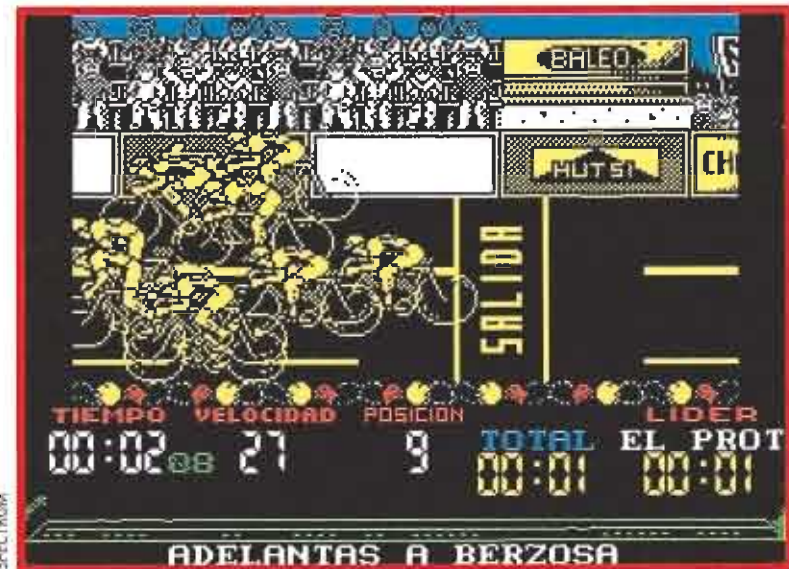 BALEO
HUTS!
CH
SALIDA
TIEMPO VELOCIDAD POSICION LIDER
00:02 08 27 9 TOTAL EL PROT
00:01 00:01
ADELANTAS A BERZOSA
SPECTRUM